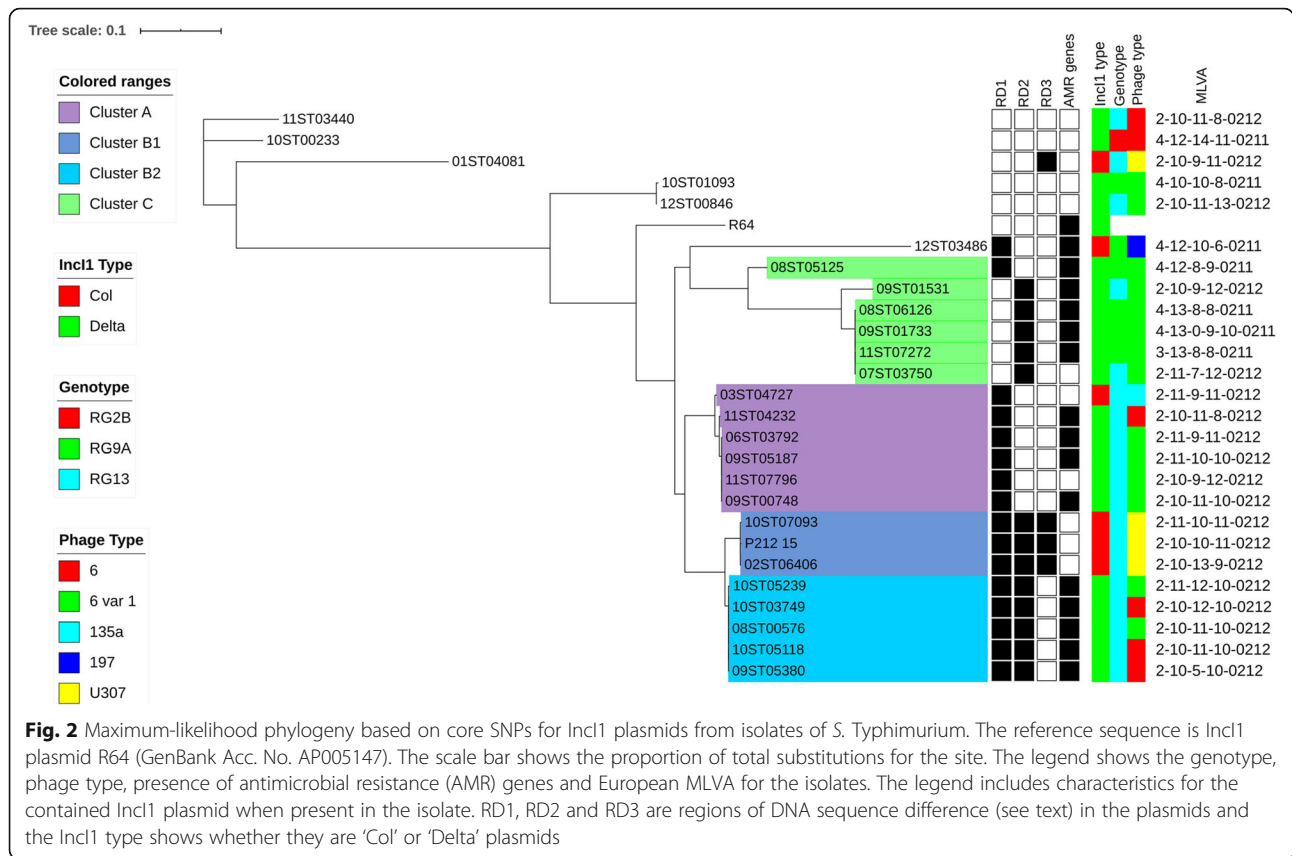 Tree scale: 0.1
Colored ranges
Cluster A
Cluster B1
Cluster B2
Cluster C
IncI1 Type
Col
Delta
Genotype
RG2B
RG9A
RG13
Phage Type
6
6 var 1
135a
197
U307
RD1
RD2
RD3
AMR genes
IncI1 type
Genotype
Phage type
MLVA
11ST03440 2-10-11-8-0212
10ST00233 4-12-14-11-0211
01ST04081 2-10-9-11-0212
10ST01093 4-10-10-8-0211
12ST00846 2-10-11-13-0212
R64
12ST03486 4-12-10-6-0211
08ST05125 4-12-8-9-0211
09ST01531 2-10-9-12-0212
08ST06126 4-13-8-8-0211
09ST01733 4-13-0-9-10-0211
11ST07272 3-13-8-8-0211
07ST03750 2-11-7-12-0212
03ST04727 2-11-9-11-0212
11ST04232 2-10-11-8-0212
06ST03792 2-11-9-11-0212
09ST05187 2-11-10-10-0212
11ST07796 2-10-9-12-0212
09ST00748 2-10-11-10-0212
10ST07093 2-11-10-11-0212
P212 15 2-10-10-11-0212
02ST06406 2-10-13-9-0212
10ST05239 2-11-12-10-0212
10ST03749 2-10-12-10-0212
08ST00576 2-10-11-10-0212
10ST05118 2-10-11-10-0212
09ST05380 2-10-5-10-0212
Fig. 2 Maximum-likelihood phylogeny based on core SNPs for IncI1 plasmids from isolates of S. Typhimurium. The reference sequence is IncI1
plasmid R64 (GenBank Acc. No. AP005147). The scale bar shows the proportion of total substitutions for the site. The legend shows the genotype,
phage type, presence of antimicrobial resistance (AMR) genes and European MLVA for the isolates. The legend includes characteristics for the
contained IncI1 plasmid when present in the isolate. RD1, RD2 and RD3 are regions of DNA sequence difference (see text) in the plasmids and
the IncI1 type shows whether they are ‘Col’ or ‘Delta’ plasmids